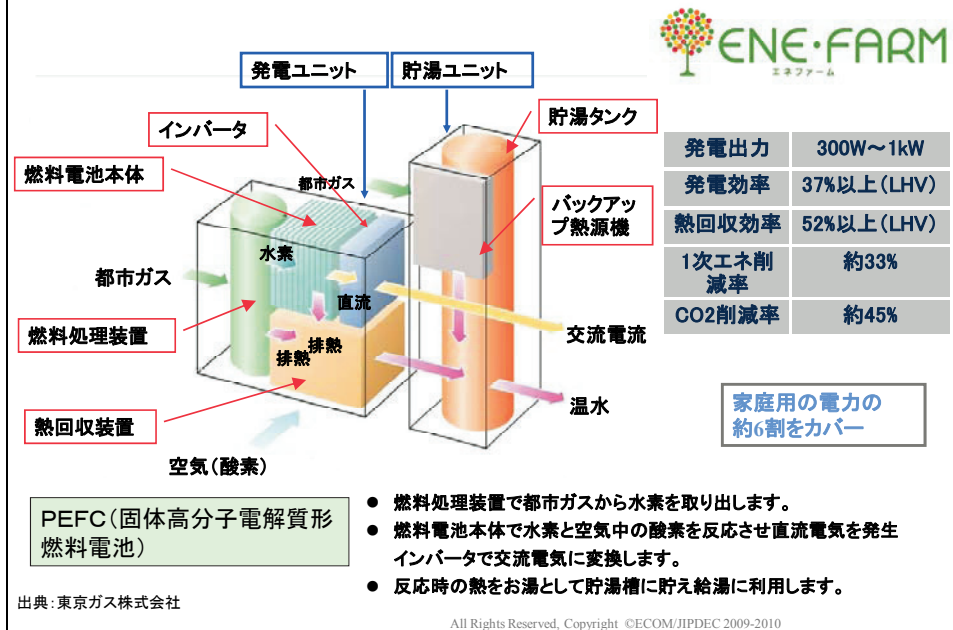 ENE・FARM
エネファーム
発電ユニット
貯湯ユニット
インバータ
貯湯タンク
燃料電池本体
都市ガス
バックアッ
プ熱源機
水素
都市ガス
直流
燃料処理装置
排熱
排熱
交流電流
温水
熱回収装置
空気(酸素)
発電出力 300W～1kW
発電効率 37%以上(LHV)
熱回収効率 52%以上(LHV)
1次エネ削
減率 約33%
CO2削減率 約45%
家庭用の電力の
約6割をカバー
PEFC(固体高分子電解質形
燃料電池)
● 燃料処理装置で都市ガスから水素を取り出します。
● 燃料電池本体で水素と空気中の酸素を反応させ直流電気を発生
インバータで交流電気に変換します。
● 反応時の熱をお湯として貯湯槽に貯え給湯に利用します。
出典:東京ガス株式会社
All Rights Reserved, Copyright ©ECOM/JIPDEC 2009-2010